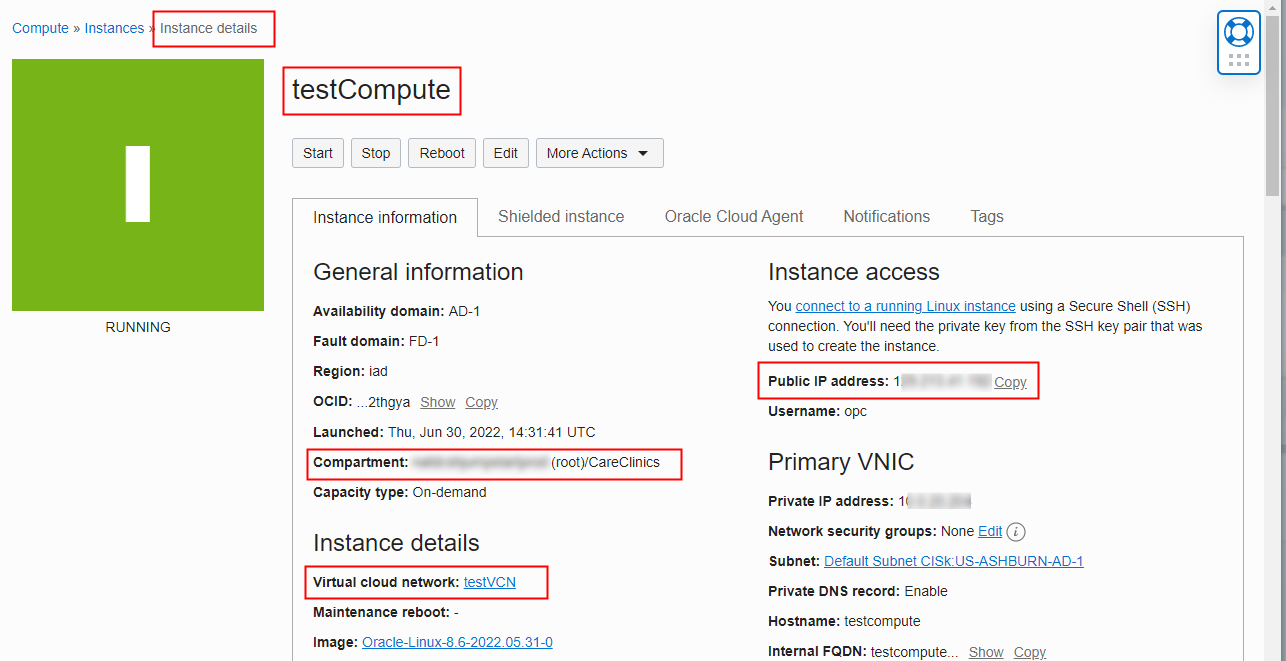 Compute » Instances » Instance details
testCompute
Start Stop Reboot Edit More Actions
RUNNING
Instance information Shielded instance Oracle Cloud Agent Notifications Tags
General information
Availability domain: AD-1
Fault domain: FD-1
Region: iad
OCID: ...2thgya Show Copy
Launched: Thu, Jun 30, 2022, 14:31:41 UTC
Compartment: (root)/CareClinics
Capacity type: On-demand
Instance details
Virtual cloud network: testVCN
Maintenance reboot: -
Image: Oracle-Linux-8.6-2022.05.31-0
Instance access
You connect to a running Linux instance using a Secure Shell (SSH)
connection. You'll need the private key from the SSH key pair that was
used to create the instance.
Public IP address: Copy
Username: opc
Primary VNIC
Private IP address:
Network security groups: None Edit i
Subnet: Default Subnet CISk:US-ASHBURN-AD-1
Private DNS record: Enable
Hostname: testcompute
Internal FQDN: testcompute... Show Copy